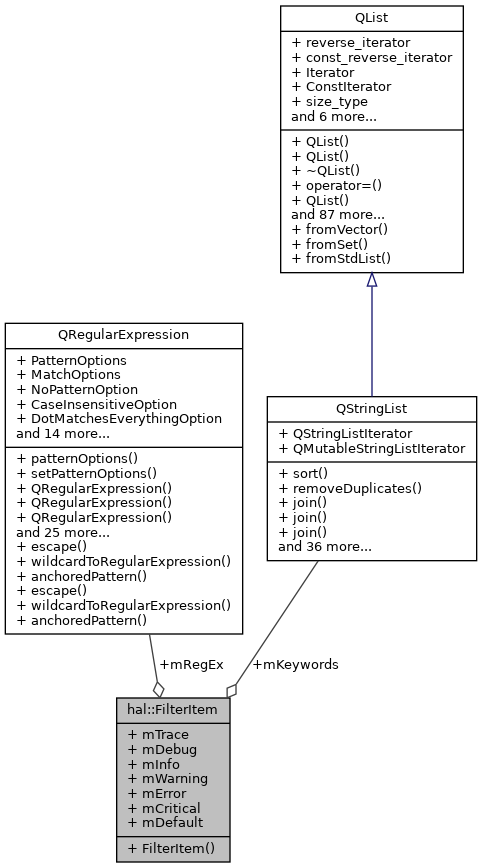 QList
+ reverse_iterator
+ const_reverse_iterator
+ Iterator
+ ConstIterator
+ size_type
and 6 more...
+ QList()
+ QList()
+ ~QList()
+ operator=()
+ QList()
and 87 more...
+ fromVector()
+ fromSet()
+ fromStdList()
QRegularExpression
+ PatternOptions
+ MatchOptions
+ NoPatternOption
+ CaseInsensitiveOption
+ DotMatchesEverythingOption
and 14 more...
+ patternOptions()
+ setPatternOptions()
+ QRegularExpression()
+ QRegularExpression()
+ QRegularExpression()
and 25 more...
+ escape()
+ wildcardToRegularExpression()
+ anchoredPattern()
+ escape()
+ wildcardToRegularExpression()
+ anchoredPattern()
QStringList
+ QStringListIterator
+ QMutableStringListIterator
+ sort()
+ removeDuplicates()
+ join()
+ join()
+ join()
and 36 more...
+mRegEx
+mKeywords
hal::FilterItem
+ mTrace
+ mDebug
+ mInfo
+ mWarning
+ mError
+ mCritical
+ mDefault
+ FilterItem()